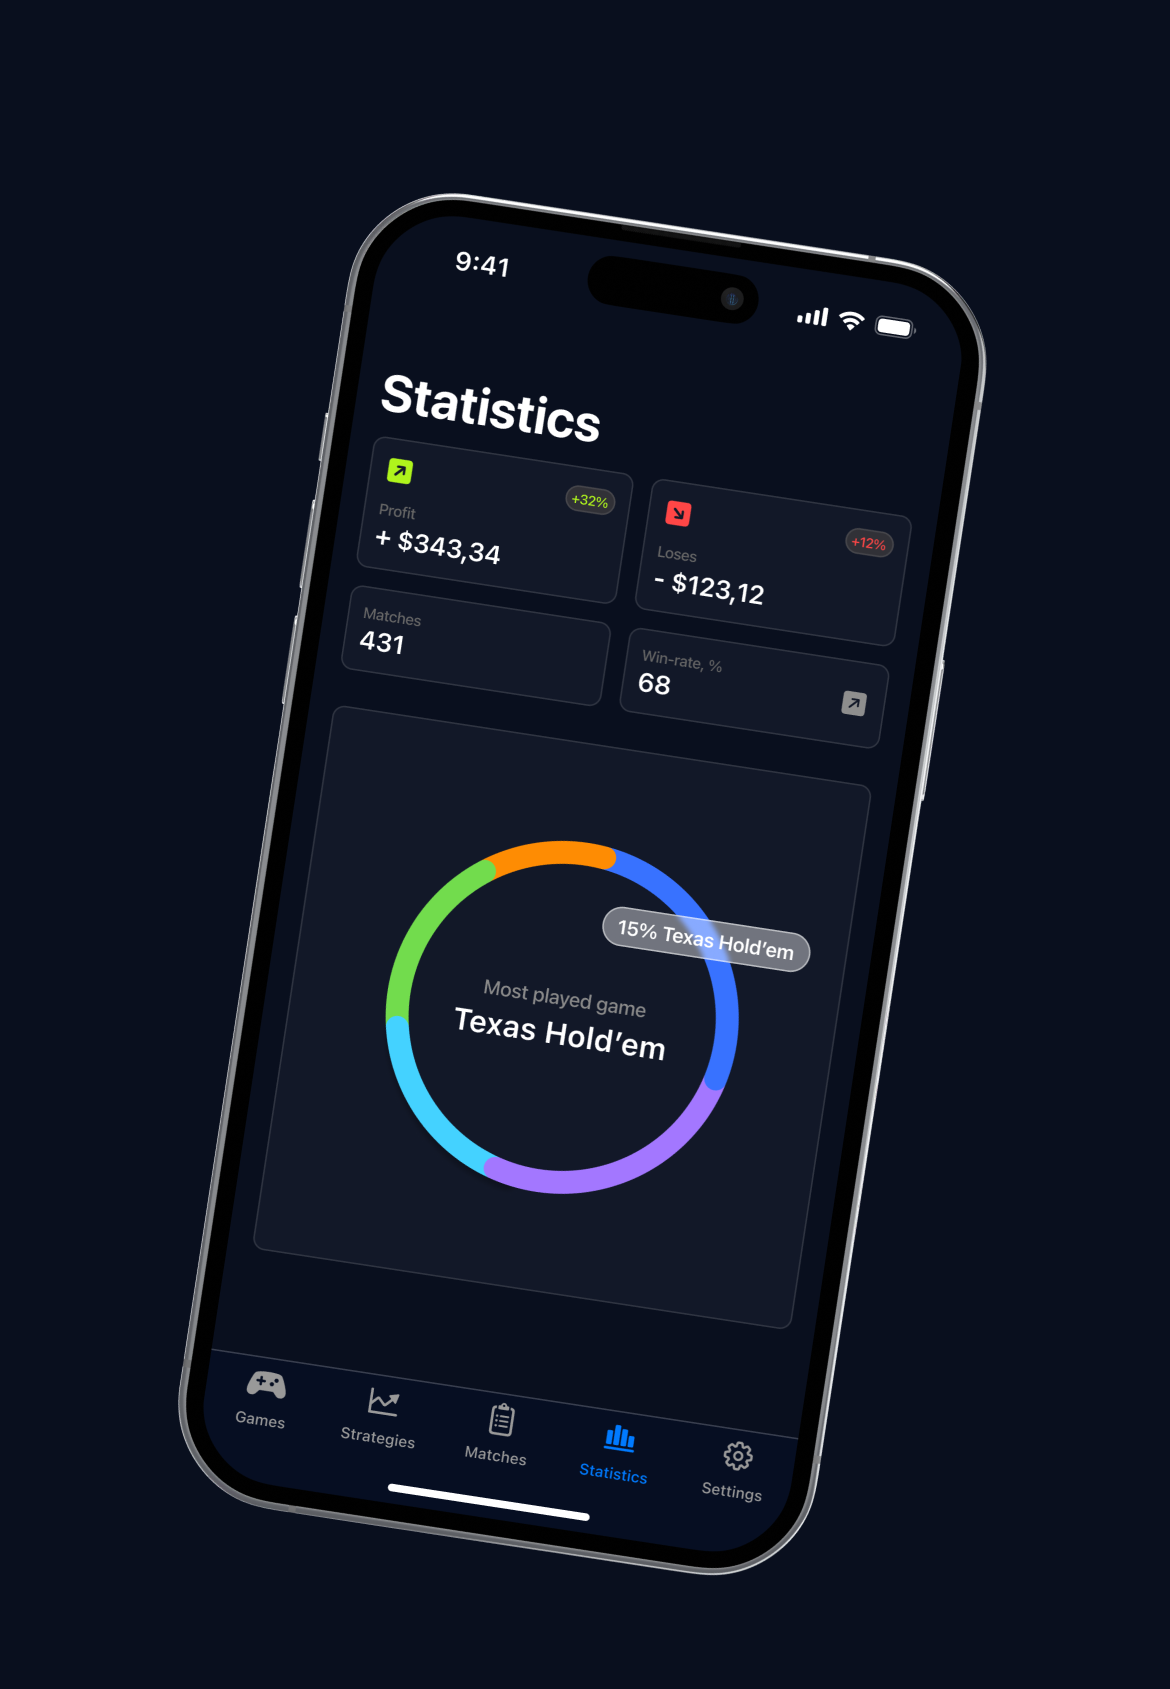 9:41
Statistics
+32%
Profit
+ $343,34
+12%
Loses
- $123,12
Matches
431
Win-rate, %
68
15% Texas Hold’em
Most played game
Texas Hold’em
Games
Strategies
Matches
Statistics
Settings